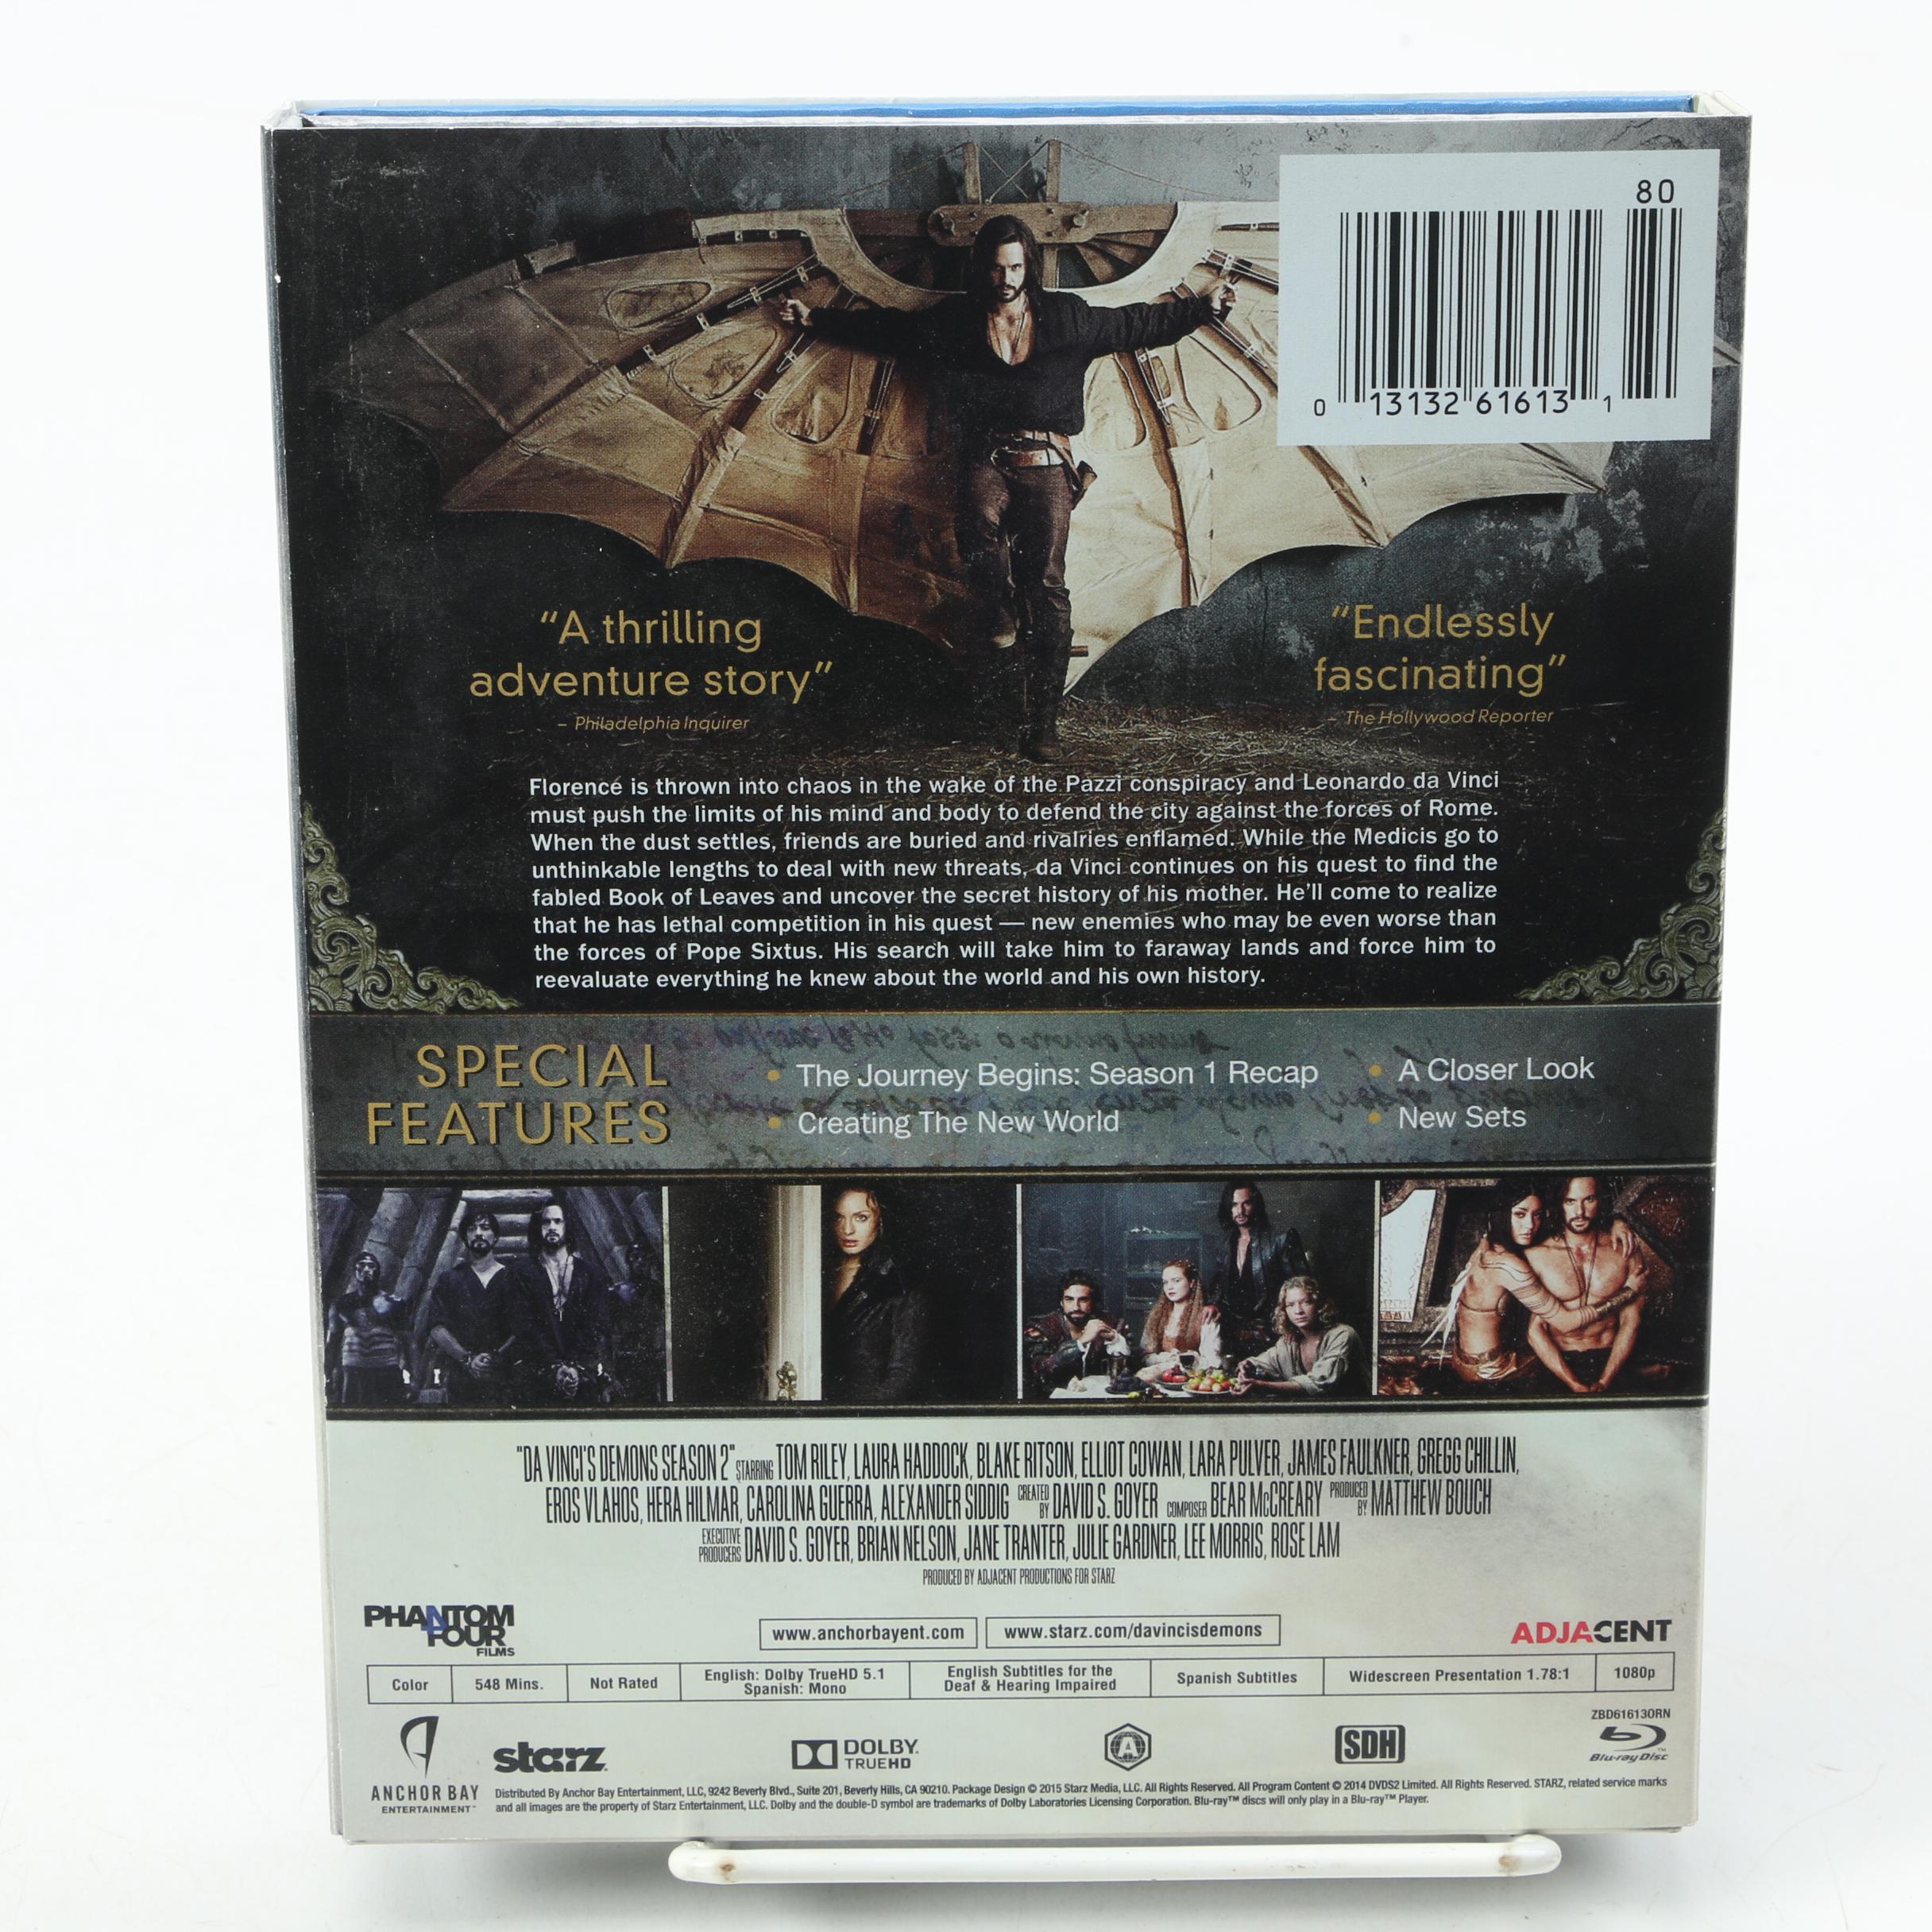 80
0 13132 61613 1
“A thrilling
adventure story”
– Philadelphia Inquirer
“Endlessly
fascinating”
– The Hollywood Reporter
Florence is thrown into chaos in the wake of the Pazzi conspiracy and Leonardo da Vinci
must push the limits of his mind and body to defend the city against the forces of Rome.
When the dust settles, friends are buried and rivalries enflamed. While the Medicis go to
unthinkable lengths to deal with new threats, da Vinci continues on his quest to find the
fabled Book of Leaves and uncover the secret history of his mother. He’ll come to realize
that he has lethal competition in his quest — new enemies who may be even worse than
the forces of Pope Sixtus. His search will take him to faraway lands and force him to
reevaluate everything he knew about the world and his own history.
SPECIAL
FEATURES
• The Journey Begins: Season 1 Recap
• Creating The New World
• A Closer Look
• New Sets
"DA VINCI'S DEMONS SEASON 2" STARRING TOM RILEY, LAURA HADDOCK, BLAKE RITSON, ELLIOT COWAN, LARA PULVER, JAMES FAULKNER, GREGG CHILLIN,
EROS VLAHOS, HERA HILMAR, CAROLINA GUERRA, ALEXANDER SIDDIG CREATED BY DAVID S. GOYER COMPOSER BEAR McCREARY PRODUCED BY MATTHEW BOUCH
EXECUTIVE PRODUCERS DAVID S. GOYER, BRIAN NELSON, JANE TRANTER, JULIE GARDNER, LEE MORRIS, ROSE LAM
PRODUCED BY ADJACENT PRODUCTIONS FOR STARZ
PHANTOM
FOUR
FILMS
www.anchorbayent.com
www.starz.com/davincisdemons
ADJACENT
Color
548 Mins.
Not Rated
English: Dolby TrueHD 5.1
Spanish: Mono
English Subtitles for the
Deaf & Hearing Impaired
Spanish Subtitles
Widescreen Presentation 1.78:1
1080p
ZBD61613ORN
ANCHOR BAY
ENTERTAINMENT™
starz
DOLBY.
TRUEHD
A
SDH
Blu-ray Disc™
Distributed By Anchor Bay Entertainment, LLC, 9242 Beverly Blvd., Suite 201, Beverly Hills, CA 90210. Package Design © 2015 Starz Media, LLC. All Rights Reserved. All Program Content © 2014 DVDS2 Limited. All Rights Reserved. STARZ, related service marks
and all images are the property of Starz Entertainment, LLC. Dolby and the double-D symbol are trademarks of Dolby Laboratories Licensing Corporation. Blu-ray™ discs will only play in a Blu-ray™ Player.